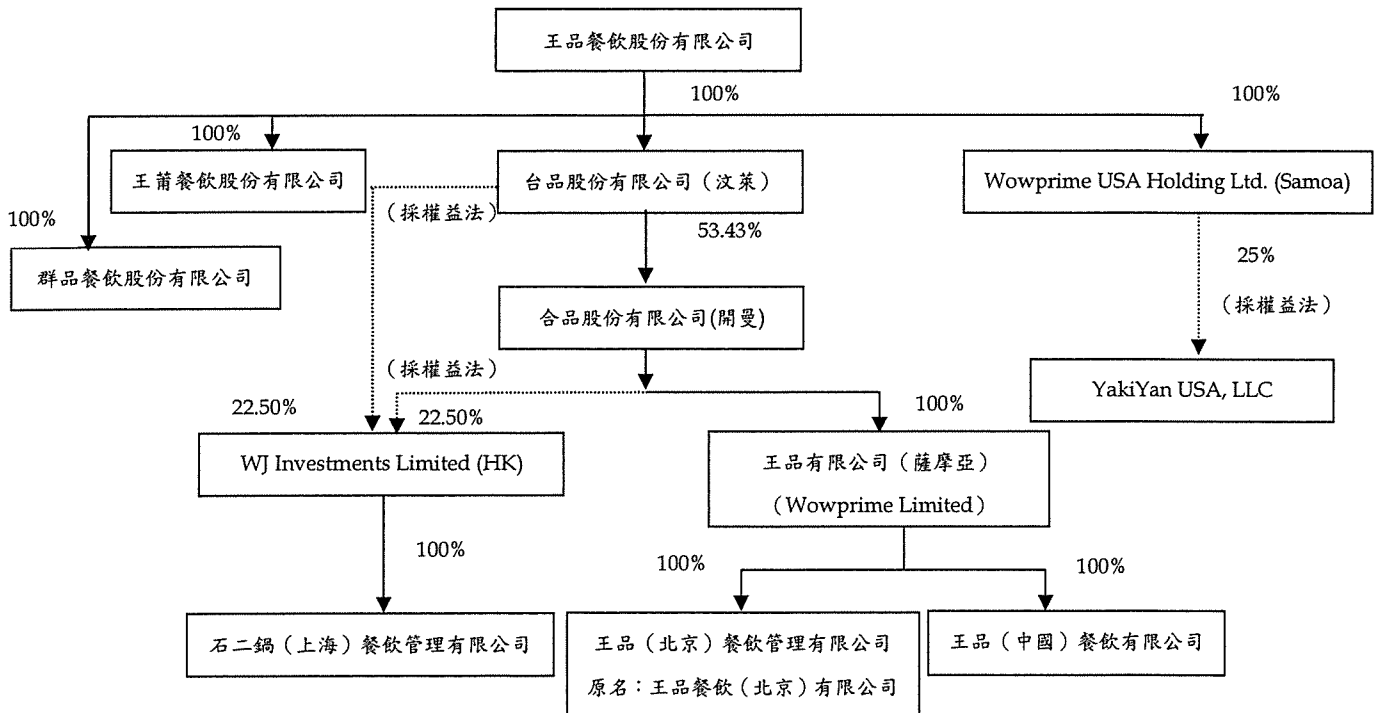 王品餐飲股份有限公司
100%
100%
100%
王莆餐飲股份有限公司
台品股份有限公司（汶萊）
Wowprime USA Holding Ltd. (Samoa)
100%
（採權益法）
53.43%
25%
群品餐飲股份有限公司
（採權益法）
合品股份有限公司(開曼)
（採權益法）
YakiYan USA, LLC
22.50%
22.50%
100%
WJ Investments Limited (HK)
王品有限公司（薩摩亞）
（Wowprime Limited）
100%
100%
100%
石二鍋（上海）餐飲管理有限公司
王品（北京）餐飲管理有限公司
原名：王品餐飲（北京）有限公司
王品（中國）餐飲有限公司